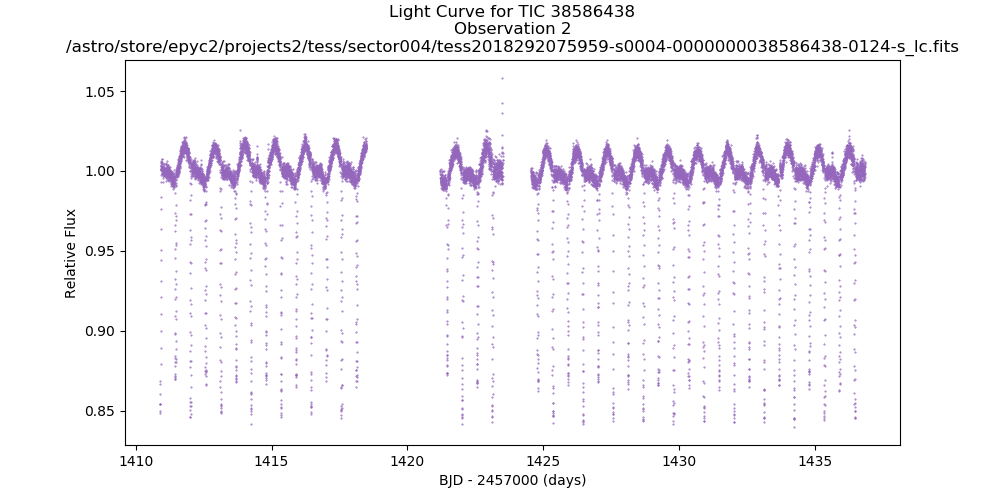 Light Curve for TIC 38586438
Observation 2
/astro/store/epyc2/projects2/tess/sector004/tess2018292075959-s0004-0000000038586438-0124-s_lc.fits
1.05
1.00
0.95
0.90
0.85
Relative Flux
1410 1415 1420 1425 1430 1435
BJD - 2457000 (days)